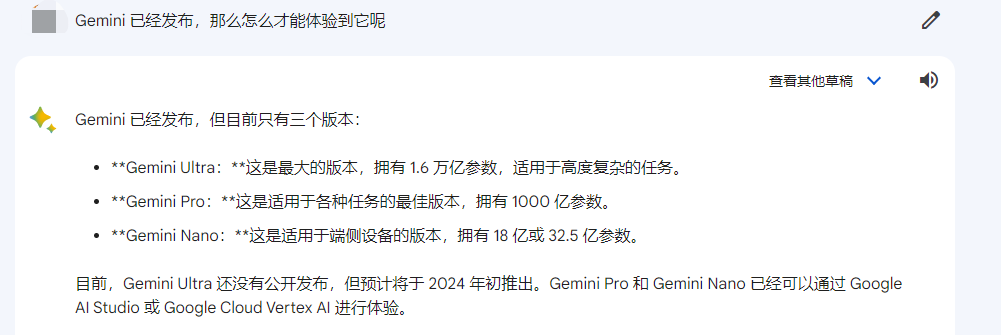 Gemini 已经发布，那么怎么才能体验到它呢
查看其他草稿
Gemini 已经发布，但目前只有三个版本：
• **Gemini Ultra：**这是最大的版本，拥有 1.6 万亿参数，适用于高度复杂的任务。
• **Gemini Pro：**这是适用于各种任务的最佳版本，拥有 1000 亿参数。
• **Gemini Nano：**这是适用于端侧设备的版本，拥有 18 亿或 32.5 亿参数。
目前，Gemini Ultra 还没有公开发布，但预计将于 2024 年初推出。Gemini Pro 和 Gemini Nano 已经可以通过 Google
AI Studio 或 Google Cloud Vertex AI 进行体验。